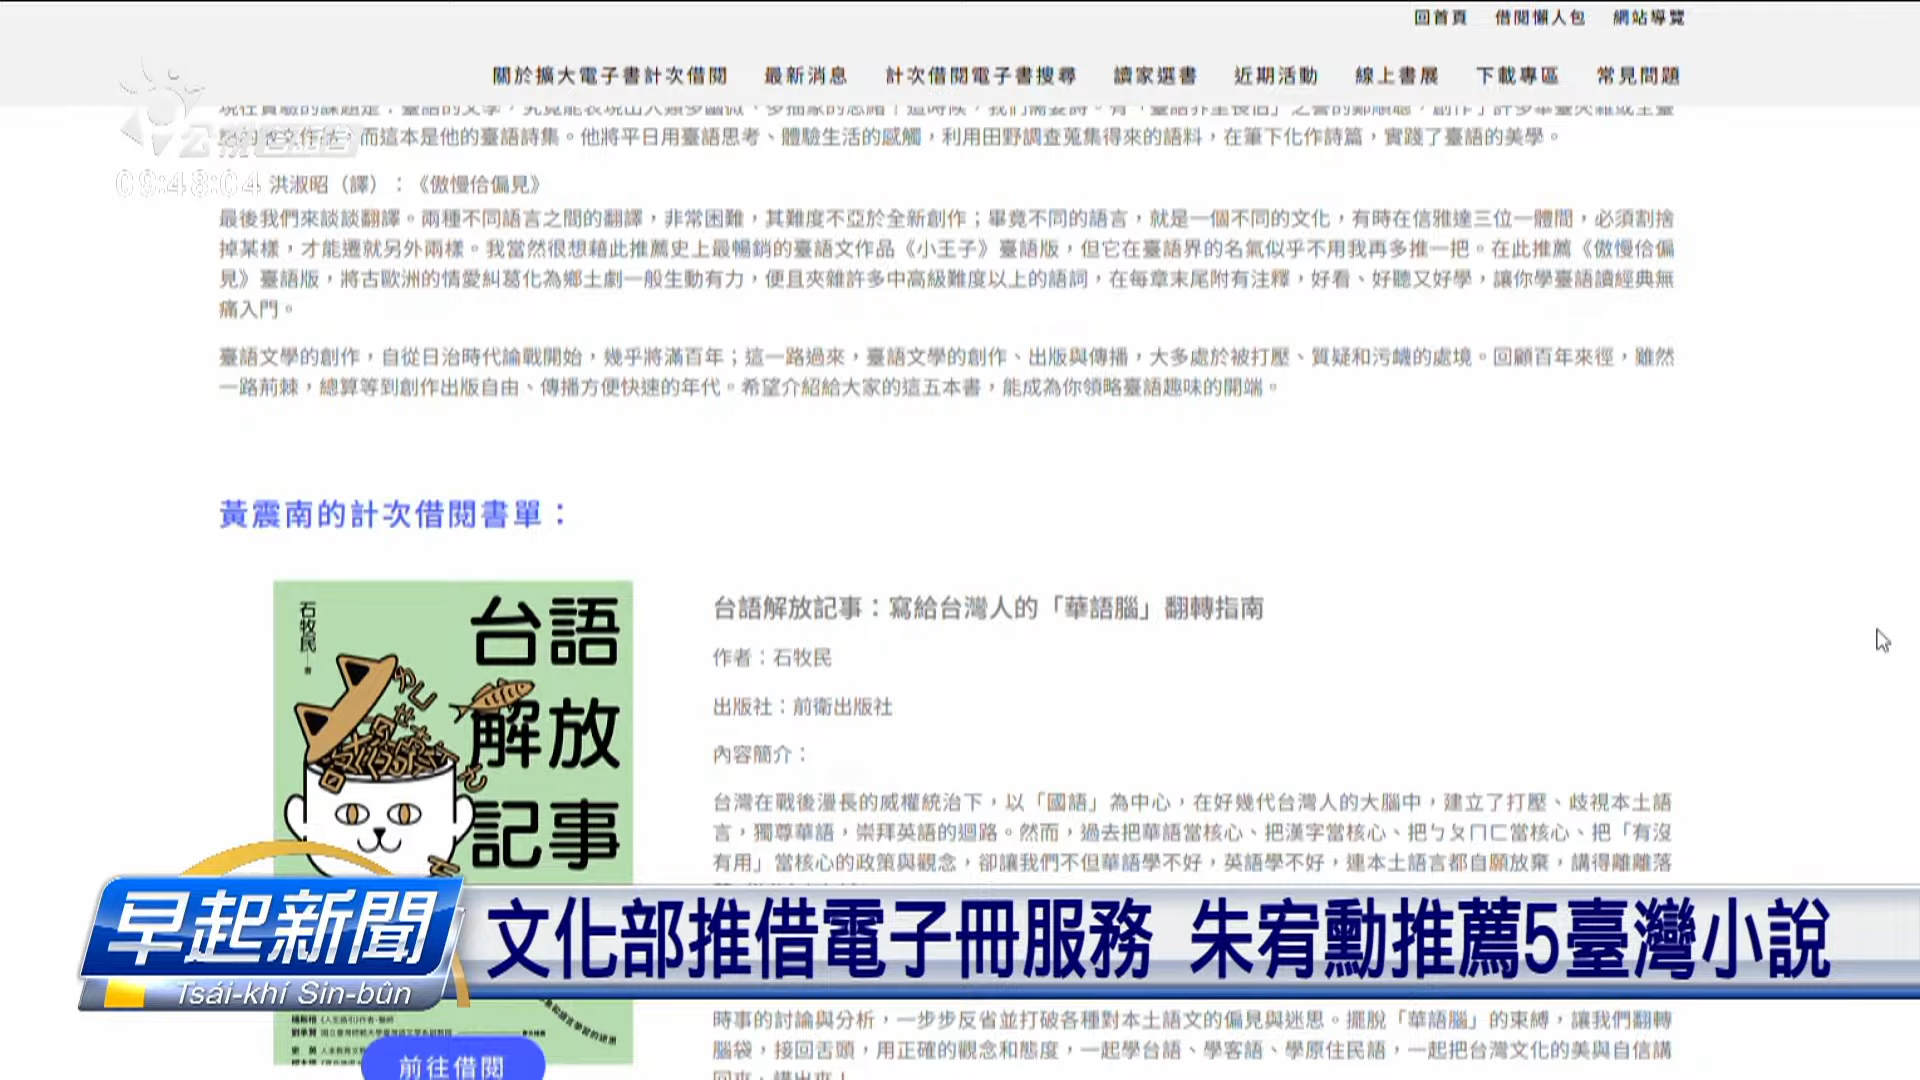 回首頁 借閱懶人包 網站導覽
關於擴大電子書計次借閱 最新消息 計次借閱電子書搜尋 讀家選書 近期活動 線上書展 下載專區 常見問題
公視台語台
而這本是他的臺語詩集。他將平日用臺語思考、體驗生活的感觸，利用田野調查蒐集得來的語料，在筆下化作詩篇，實踐了臺語的美學。
09:48:04
洪淑昭（譯）：《傲慢佮偏見》
最後我們來談談翻譯。兩種不同語言之間的翻譯，非常困難，其難度不亞於全新創作；畢竟不同的語言，就是一個不同的文化，有時在信雅達三位一體間，必須割捨
掉某樣，才能遷就另外兩樣。我當然很想藉此推薦史上最暢銷的臺語文作品《小王子》臺語版，但它在臺語界的名氣似乎不用我再多推一把。在此推薦《傲慢佮偏
見》臺語版，將古歐洲的情愛糾葛化為鄉土劇一般生動有力，便且夾雜許多中高級難度以上的語詞，在每章末尾附有注釋，好看、好聽又好學，讓你學臺語讀經典無
痛入門。
臺語文學的創作，自從日治時代論戰開始，幾乎將滿百年；這一路過來，臺語文學的創作、出版與傳播，大多處於被打壓、質疑和污衊的處境。回顧百年來徑，雖然
一路荊棘，總算等到創作出版自由、傳播方便快速的年代。希望介紹給大家的這五本書，能成為你領略臺語趣味的開端。
黃震南的計次借閱書單：
石牧民 著
台語
解放
記事
台語解放記事：寫給台灣人的「華語腦」翻轉指南
作者：石牧民
出版社：前衛出版社
內容簡介：
台灣在戰後漫長的威權統治下，以「國語」為中心，在好幾代台灣人的大腦中，建立了打壓、歧視本土語
言，獨尊華語，崇拜英語的迴路。然而，過去把華語當核心、把漢字當核心、把ㄅㄆㄇㄈ當核心、把「有沒
有用」當核心的政策與觀念，卻讓我們不但華語學不好，英語學不好，連本土語言都自願放棄，講得離離落
早起新聞
Tsái-khí Sin-bûn
文化部推借電子冊服務 朱宥勳推薦5臺灣小說
時事的討論與分析，一步步反省並打破各種對本土語文的偏見與迷思。擺脫「華語腦」的束縛，讓我們翻轉
腦袋，接回舌頭，用正確的觀念和態度，一起學台語、學客語、學原住民語，一起把台灣文化的美與自信講
回來，講出來！
前往借閱